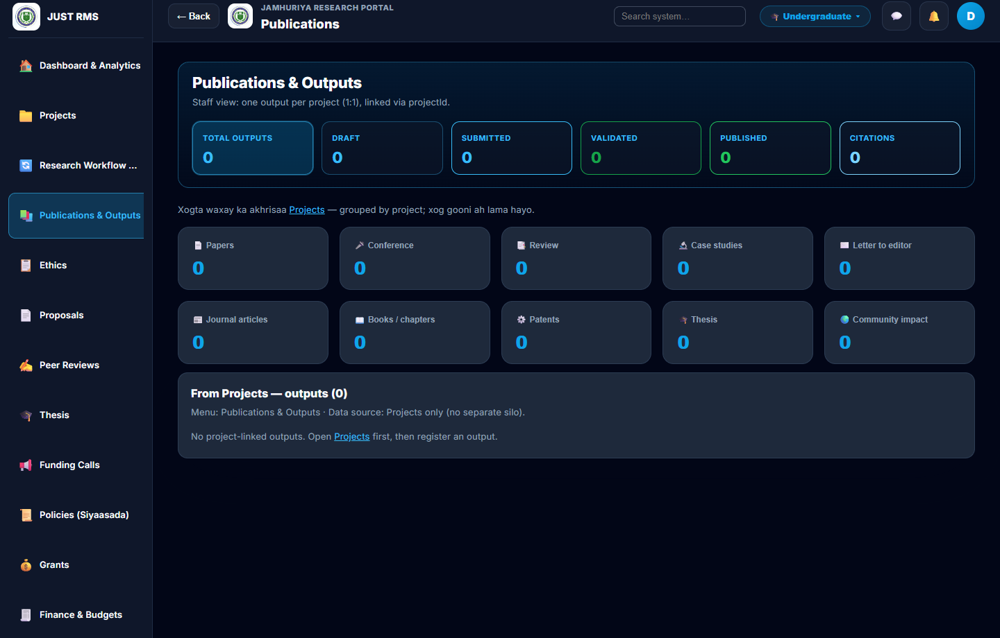 JUST RMS
Dashboard & Analytics
Projects
Research Workflow ...
Publications & Outputs
Ethics
Proposals
Peer Reviews
Thesis
Funding Calls
Policies (Siyaasada)
Grants
Finance & Budgets
← Back
JAMHURIYA RESEARCH PORTAL
Publications
Search system...
Undergraduate
D
Publications & Outputs
Staff view: one output per project (1:1), linked via projectId.
TOTAL OUTPUTS
0
DRAFT
0
SUBMITTED
0
VALIDATED
0
PUBLISHED
0
CITATIONS
0
Xogta waxay ka akhrisaa Projects — grouped by project; xog gooni ah lama hayo.
Papers
0
Conference
0
Review
0
Case studies
0
Letter to editor
0
Journal articles
0
Books / chapters
0
Patents
0
Thesis
0
Community impact
0
From Projects — outputs (0)
Menu: Publications & Outputs · Data source: Projects only (no separate silo).
No project-linked outputs. Open Projects first, then register an output.